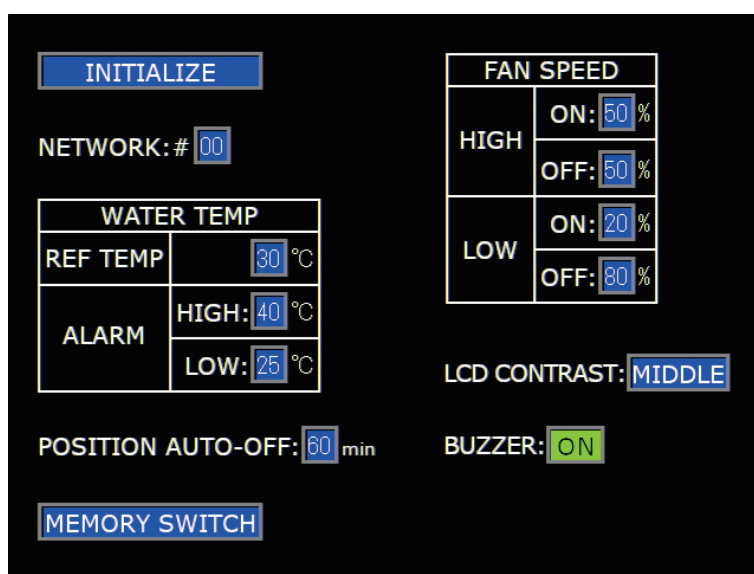 INITIALIZE
NETWORK:# 00
WATER TEMP
REF TEMP 30 °C
ALARM
HIGH: 40 °C
LOW: 25 °C
POSITION AUTO-OFF: 60 min
MEMORY SWITCH
FAN SPEED
HIGH
ON: 50 %
OFF: 50 %
LOW
ON: 20 %
OFF: 80 %
LCD CONTRAST: MIDDLE
BUZZER: ON